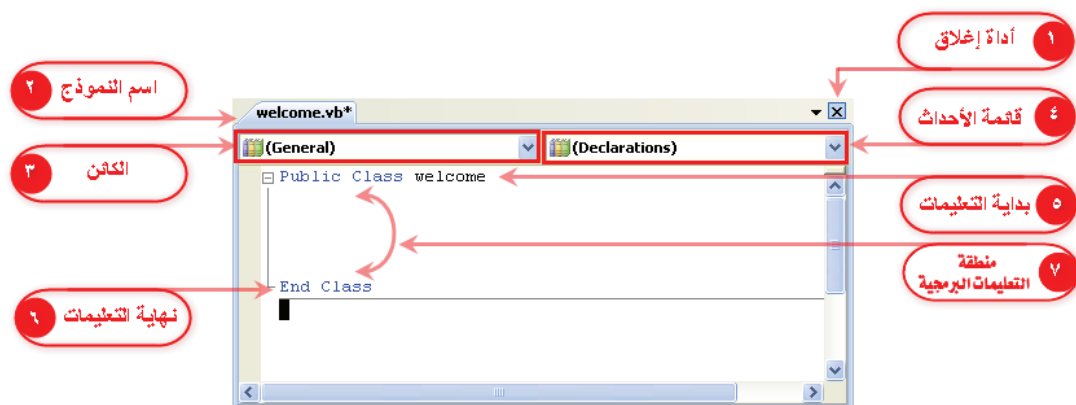 ١ أداة إغلاق
٢ اسم النموذج
welcome.vb*
٤ قائمة الأحداث
(General)
(Declarations)
٣ الكائن
Public Class welcome
٥ بداية التعليمات
٧ منطقة
التعليمات البرمجية
End Class
٦ نهاية التعليمات